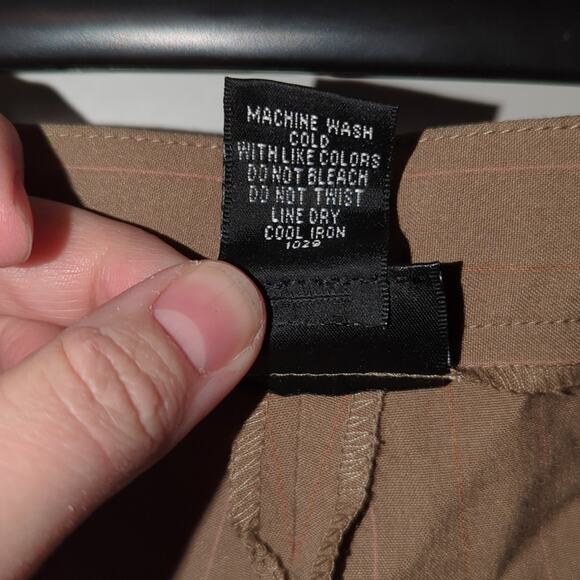 MACHINE WASH
COLD
WITH LIKE COLORS
DO NOT BLEACH
DO NOT TWIST
LINE DRY
COOL IRON
1029